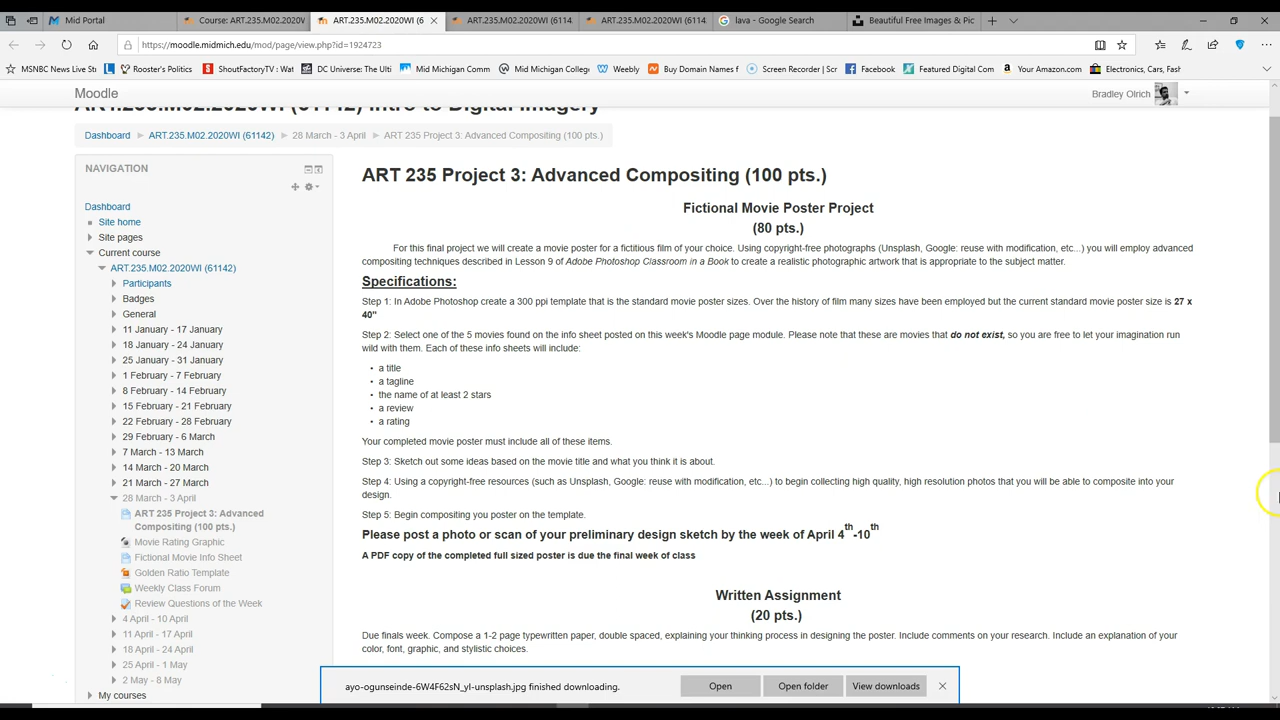 Mid Portal
Course: ART.235.M02.2020WI
ART.235.M02.2020WI (6
ART.235.M02.2020WI (6114
ART.235.M02.2020WI (6114
lava - Google Search
Beautiful Free Images & Pic
https://moodle.midmich.edu/mod/page/view.php?id=1924723
MSNBC News Live Str
Rooster's Politics
ShoutFactoryTV : Wat
DC Universe: The Ulti
Mid Michigan Comm
Mid Michigan College
Weebly
Buy Domain Names f
Screen Recorder | Scr
Facebook
Featured Digital Com
Your Amazon.com
Electronics, Cars, Fash
Moodle
Bradley Olrich
ART.235.M02.2020WI (61142) Intro to Digital Imagery
Dashboard
ART.235.M02.2020WI (61142)
28 March - 3 April
ART 235 Project 3: Advanced Compositing (100 pts.)
NAVIGATION
Dashboard
Site home
Site pages
Current course
ART.235.M02.2020WI (61142)
Participants
Badges
General
11 January - 17 January
18 January - 24 January
25 January - 31 January
1 February - 7 February
8 February - 14 February
15 February - 21 February
22 February - 28 February
29 February - 6 March
7 March - 13 March
14 March - 20 March
21 March - 27 March
28 March - 3 April
ART 235 Project 3: Advanced
Compositing (100 pts.)
Movie Rating Graphic
Fictional Movie Info Sheet
Golden Ratio Template
Weekly Class Forum
Review Questions of the Week
4 April - 10 April
11 April - 17 April
18 April - 24 April
25 April - 1 May
2 May - 8 May
My courses
ART 235 Project 3: Advanced Compositing (100 pts.)
Fictional Movie Poster Project
(80 pts.)
For this final project we will create a movie poster for a fictitious film of your choice. Using copyright-free photographs (Unsplash, Google: reuse with modification, etc...) you will employ advanced
compositing techniques described in Lesson 9 of Adobe Photoshop Classroom in a Book to create a realistic photographic artwork that is appropriate to the subject matter.
Specifications:
Step 1: In Adobe Photoshop create a 300 ppi template that is the standard movie poster sizes. Over the history of film many sizes have been employed but the current standard movie poster size is 27 x
40"
Step 2: Select one of the 5 movies found on the info sheet posted on this week's Moodle page module. Please note that these are movies that do not exist, so you are free to let your imagination run
wild with them. Each of these info sheets will include:
• a title
• a tagline
• the name of at least 2 stars
• a review
• a rating
Your completed movie poster must include all of these items.
Step 3: Sketch out some ideas based on the movie title and what you think it is about.
Step 4: Using a copyright-free resources (such as Unsplash, Google: reuse with modification, etc...) to begin collecting high quality, high resolution photos that you will be able to composite into your
design.
Step 5: Begin compositing you poster on the template.
Please post a photo or scan of your preliminary design sketch by the week of April 4th-10th
A PDF copy of the completed full sized poster is due the final week of class
Written Assignment
(20 pts.)
Due finals week. Compose a 1-2 page typewritten paper, double spaced, explaining your thinking process in designing the poster. Include comments on your research. Include an explanation of your
color, font, graphic, and stylistic choices.
ayo-ogunseinde-6W4F62sN_yI-unsplash.jpg finished downloading.
Open
Open folder
View downloads